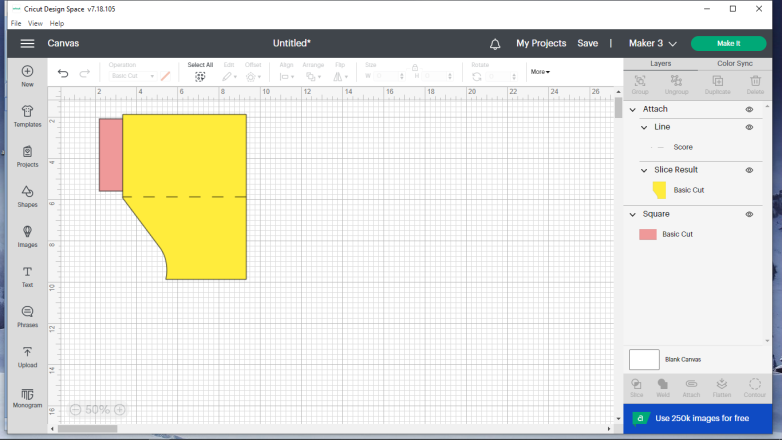 Cricut Design Space v7.18.105
File View Help
Canvas
Untitled*
My Projects Save | Maker 3 Make It
Operation Select All Edit Offset Align Arrange Flip Size Rotate
Basic Cut W H More
Layers Color Sync
Group Ungroup Duplicate Delete
2 4 6 8 10 12 14 16 18 20 22 24 26
2
4
6
8
10
12
14
16
New
Templates
Projects
Shapes
Images
Text
Phrases
Upload
Monogram
50%
Attach
Line
Score
Slice Result
Basic Cut
Square
Basic Cut
Blank Canvas
Slice Weld Attach Flatten Contour
Use 250k images for free